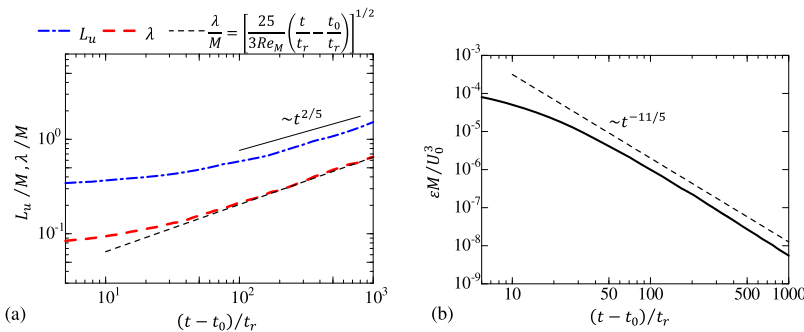 L_u λ λ/M = [25/(3Re_M) (t/t_r − t_0/t_r)]^{1/2}
(a)
L_u/M, λ/M
10^0
10^{-1}
~t^{2/5}
10^1 10^2 10^3
(t − t_0)/t_r
(b)
εM/U_0^3
10^{-3}
10^{-4}
10^{-5}
10^{-6}
10^{-7}
10^{-8}
10^{-9}
~t^{−11/5}
10 50 100 500 1000
(t − t_0)/t_r